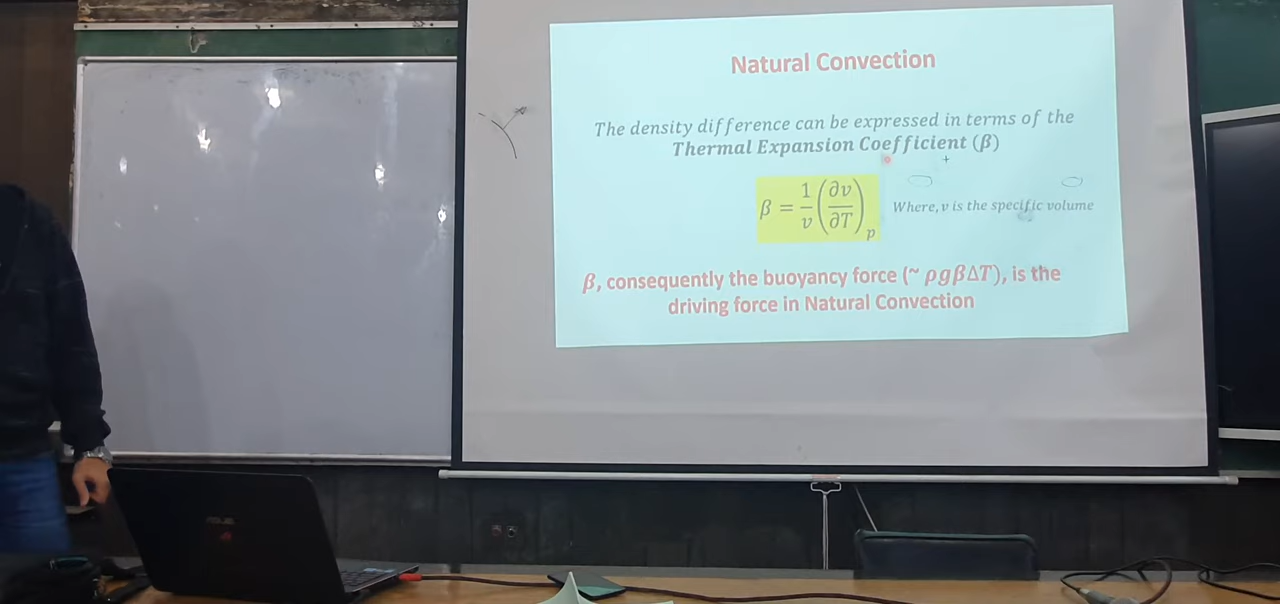 Natural Convection
The density difference can be expressed in terms of the
Thermal Expansion Coefficient (β)
β = 1/v (∂v/∂T)p
Where, v is the specific volume
β, consequently the buoyancy force (~ ρgβΔT), is the
driving force in Natural Convection
ASUS